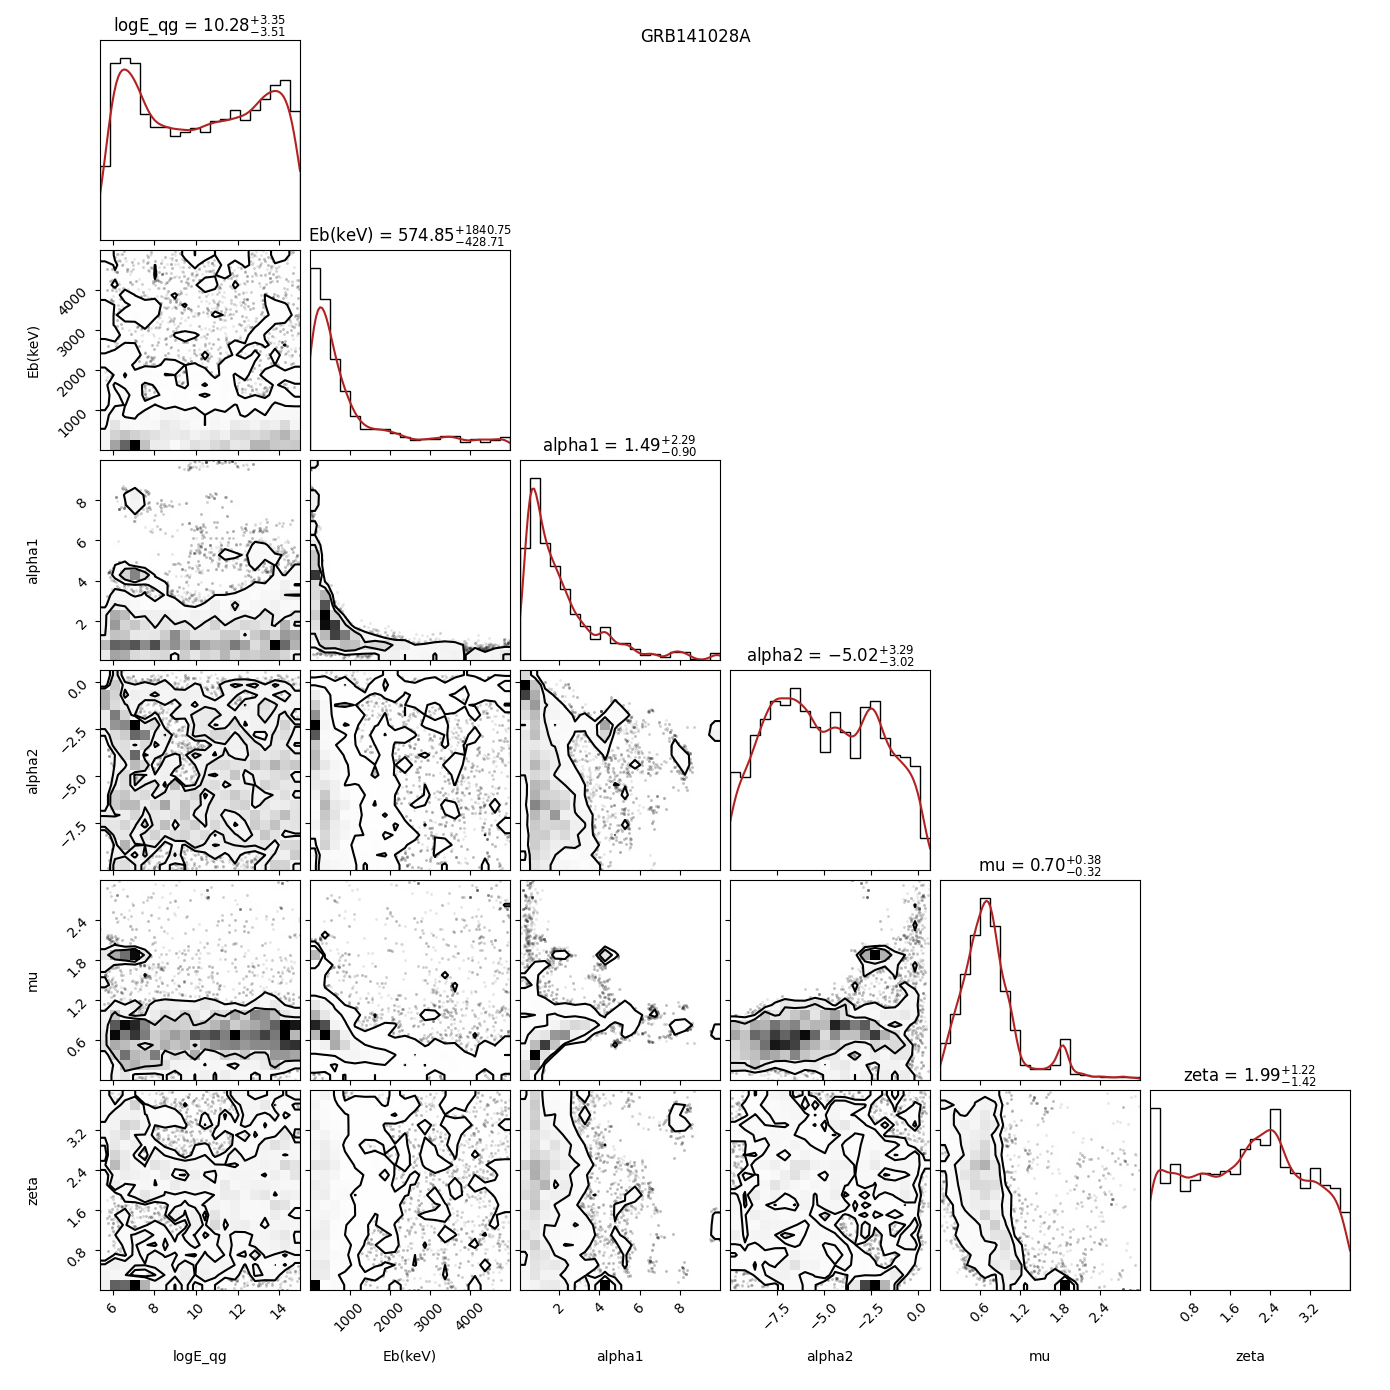 logE_qg = 10.28+3.35 −3.51
GRB141028A
Eb(keV) = 574.85+1840.75 −428.71
Eb(keV)
4000
3000
2000
1000
alpha1 = 1.49+2.29 −0.90
alpha1
8
6
4
2
alpha2 = −5.02+3.29 −3.02
alpha2
0.0
−2.5
−5.0
−7.5
mu = 0.70+0.38 −0.32
mu
2.4
1.8
1.2
0.6
zeta = 1.99+1.22 −1.42
zeta
3.2
2.4
1.6
0.8
6 8 10 12 14 1000 2000 3000 4000 2 4 6 8 −7.5 −5.0 −2.5 0.0 0.6 1.2 1.8 2.4 0.8 1.6 2.4 3.2
logE_qg Eb(keV) alpha1 alpha2 mu zeta